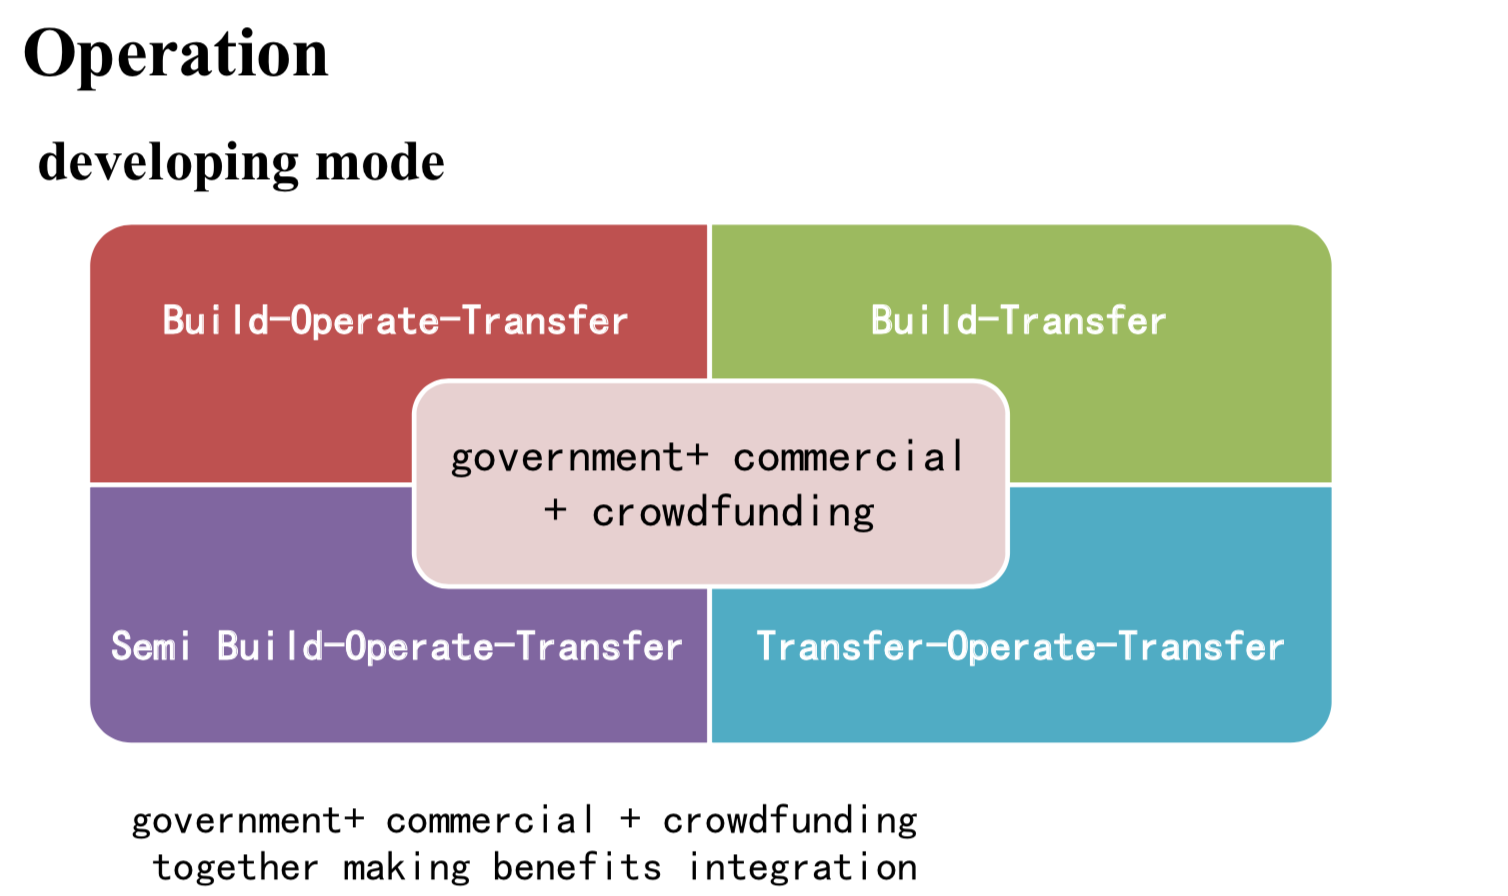 Operation
developing mode
Build-Operate-Transfer
Build-Transfer
government+ commercial
+ crowdfunding
Semi Build-Operate-Transfer
Transfer-Operate-Transfer
government+ commercial + crowdfunding
together making benefits integration